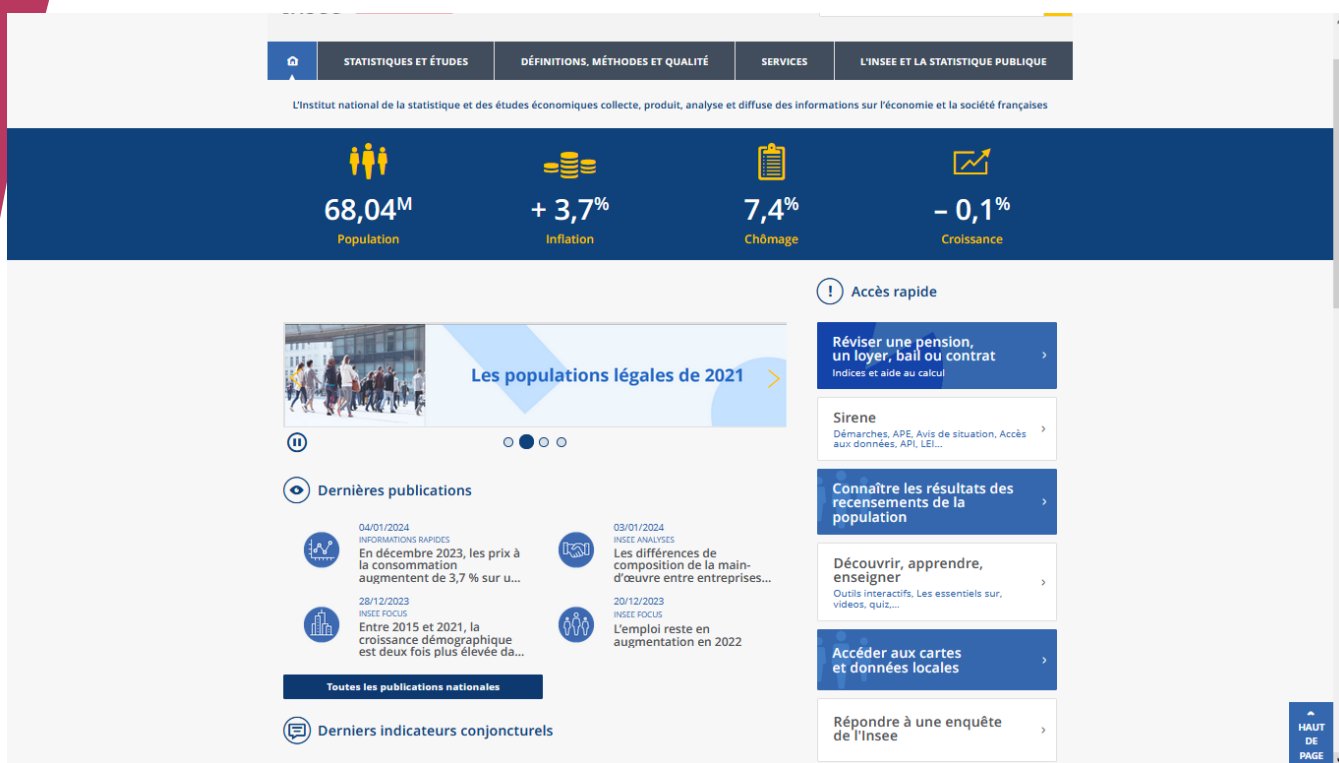 STATISTIQUES ET ÉTUDES
DÉFINITIONS, MÉTHODES ET QUALITÉ
SERVICES
L'INSEE ET LA STATISTIQUE PUBLIQUE
L'Institut national de la statistique et des études économiques collecte, produit, analyse et diffuse des informations sur l'économie et la société françaises
68,04M
Population
+ 3,7%
Inflation
7,4%
Chômage
– 0,1%
Croissance
Les populations légales de 2021
Dernières publications
04/01/2024
INFORMATIONS RAPIDES
En décembre 2023, les prix à
la consommation
augmentent de 3,7 % sur u...
03/01/2024
INSEE ANALYSES
Les différences de
composition de la main-
d'œuvre entre entreprises...
28/12/2023
INSEE FOCUS
Entre 2015 et 2021, la
croissance démographique
est deux fois plus élevée da...
20/12/2023
INSEE FOCUS
L'emploi reste en
augmentation en 2022
Toutes les publications nationales
Derniers indicateurs conjoncturels
Accès rapide
Réviser une pension,
un loyer, bail ou contrat
Indices et aide au calcul
Sirene
Démarches, APE, Avis de situation, Accès
aux données, API, LEI...
Connaître les résultats des
recensements de la
population
Découvrir, apprendre,
enseigner
Outils interactifs, Les essentiels sur,
videos, quiz,...
Accéder aux cartes
et données locales
Répondre à une enquête
de l'Insee
HAUT
DE
PAGE